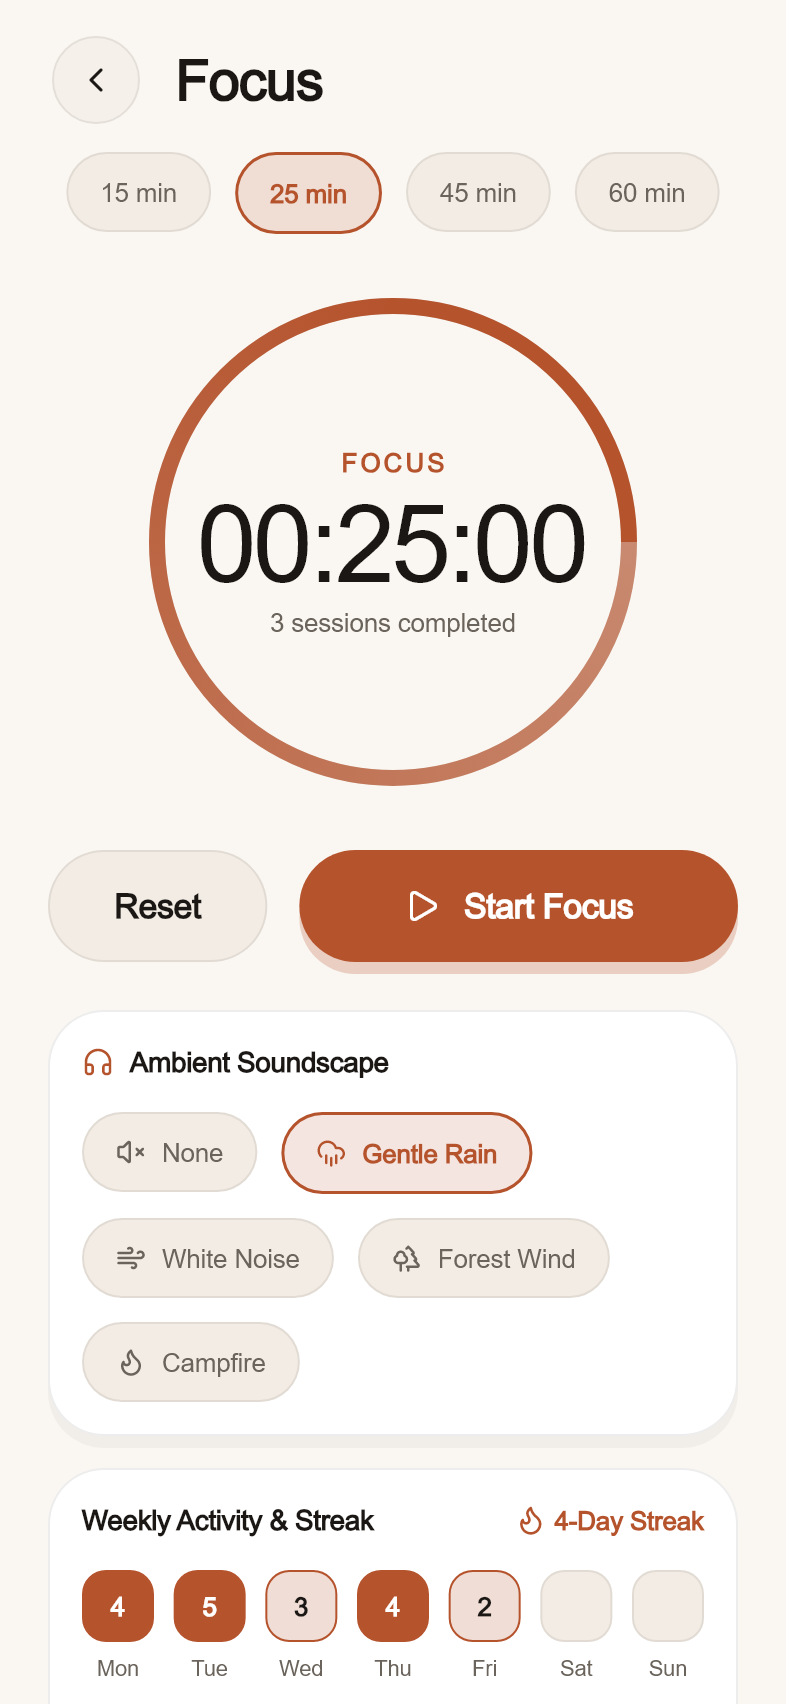 Focus
15 min 25 min 45 min 60 min
FOCUS
00:25:00
3 sessions completed
Reset Start Focus
Ambient Soundscape
None Gentle Rain
White Noise Forest Wind
Campfire
Weekly Activity & Streak 4-Day Streak
4 5 3 4 2
Mon Tue Wed Thu Fri Sat Sun